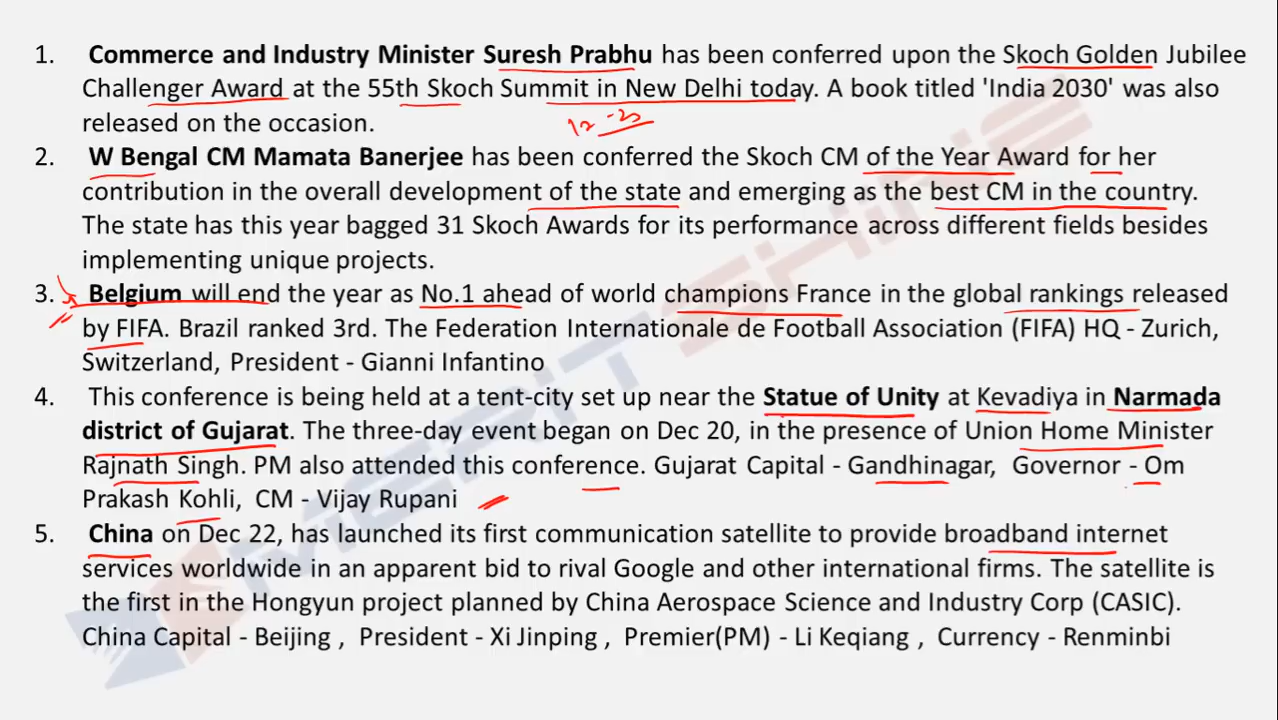 1. Commerce and Industry Minister Suresh Prabhu has been conferred upon the Skoch Golden Jubilee
Challenger Award at the 55th Skoch Summit in New Delhi today. A book titled 'India 2030' was also
released on the occasion.
2. W Bengal CM Mamata Banerjee has been conferred the Skoch CM of the Year Award for her
contribution in the overall development of the state and emerging as the best CM in the country.
The state has this year bagged 31 Skoch Awards for its performance across different fields besides
implementing unique projects.
3. Belgium will end the year as No.1 ahead of world champions France in the global rankings released
by FIFA. Brazil ranked 3rd. The Federation Internationale de Football Association (FIFA) HQ - Zurich,
Switzerland, President - Gianni Infantino
4. This conference is being held at a tent-city set up near the Statue of Unity at Kevadiya in Narmada
district of Gujarat. The three-day event began on Dec 20, in the presence of Union Home Minister
Rajnath Singh. PM also attended this conference. Gujarat Capital - Gandhinagar, Governor - Om
Prakash Kohli, CM - Vijay Rupani
5. China on Dec 22, has launched its first communication satellite to provide broadband internet
services worldwide in an apparent bid to rival Google and other international firms. The satellite is
the first in the Hongyun project planned by China Aerospace Science and Industry Corp (CASIC).
China Capital - Beijing , President - Xi Jinping , Premier(PM) - Li Keqiang , Currency - Renminbi
MERIT SHINE